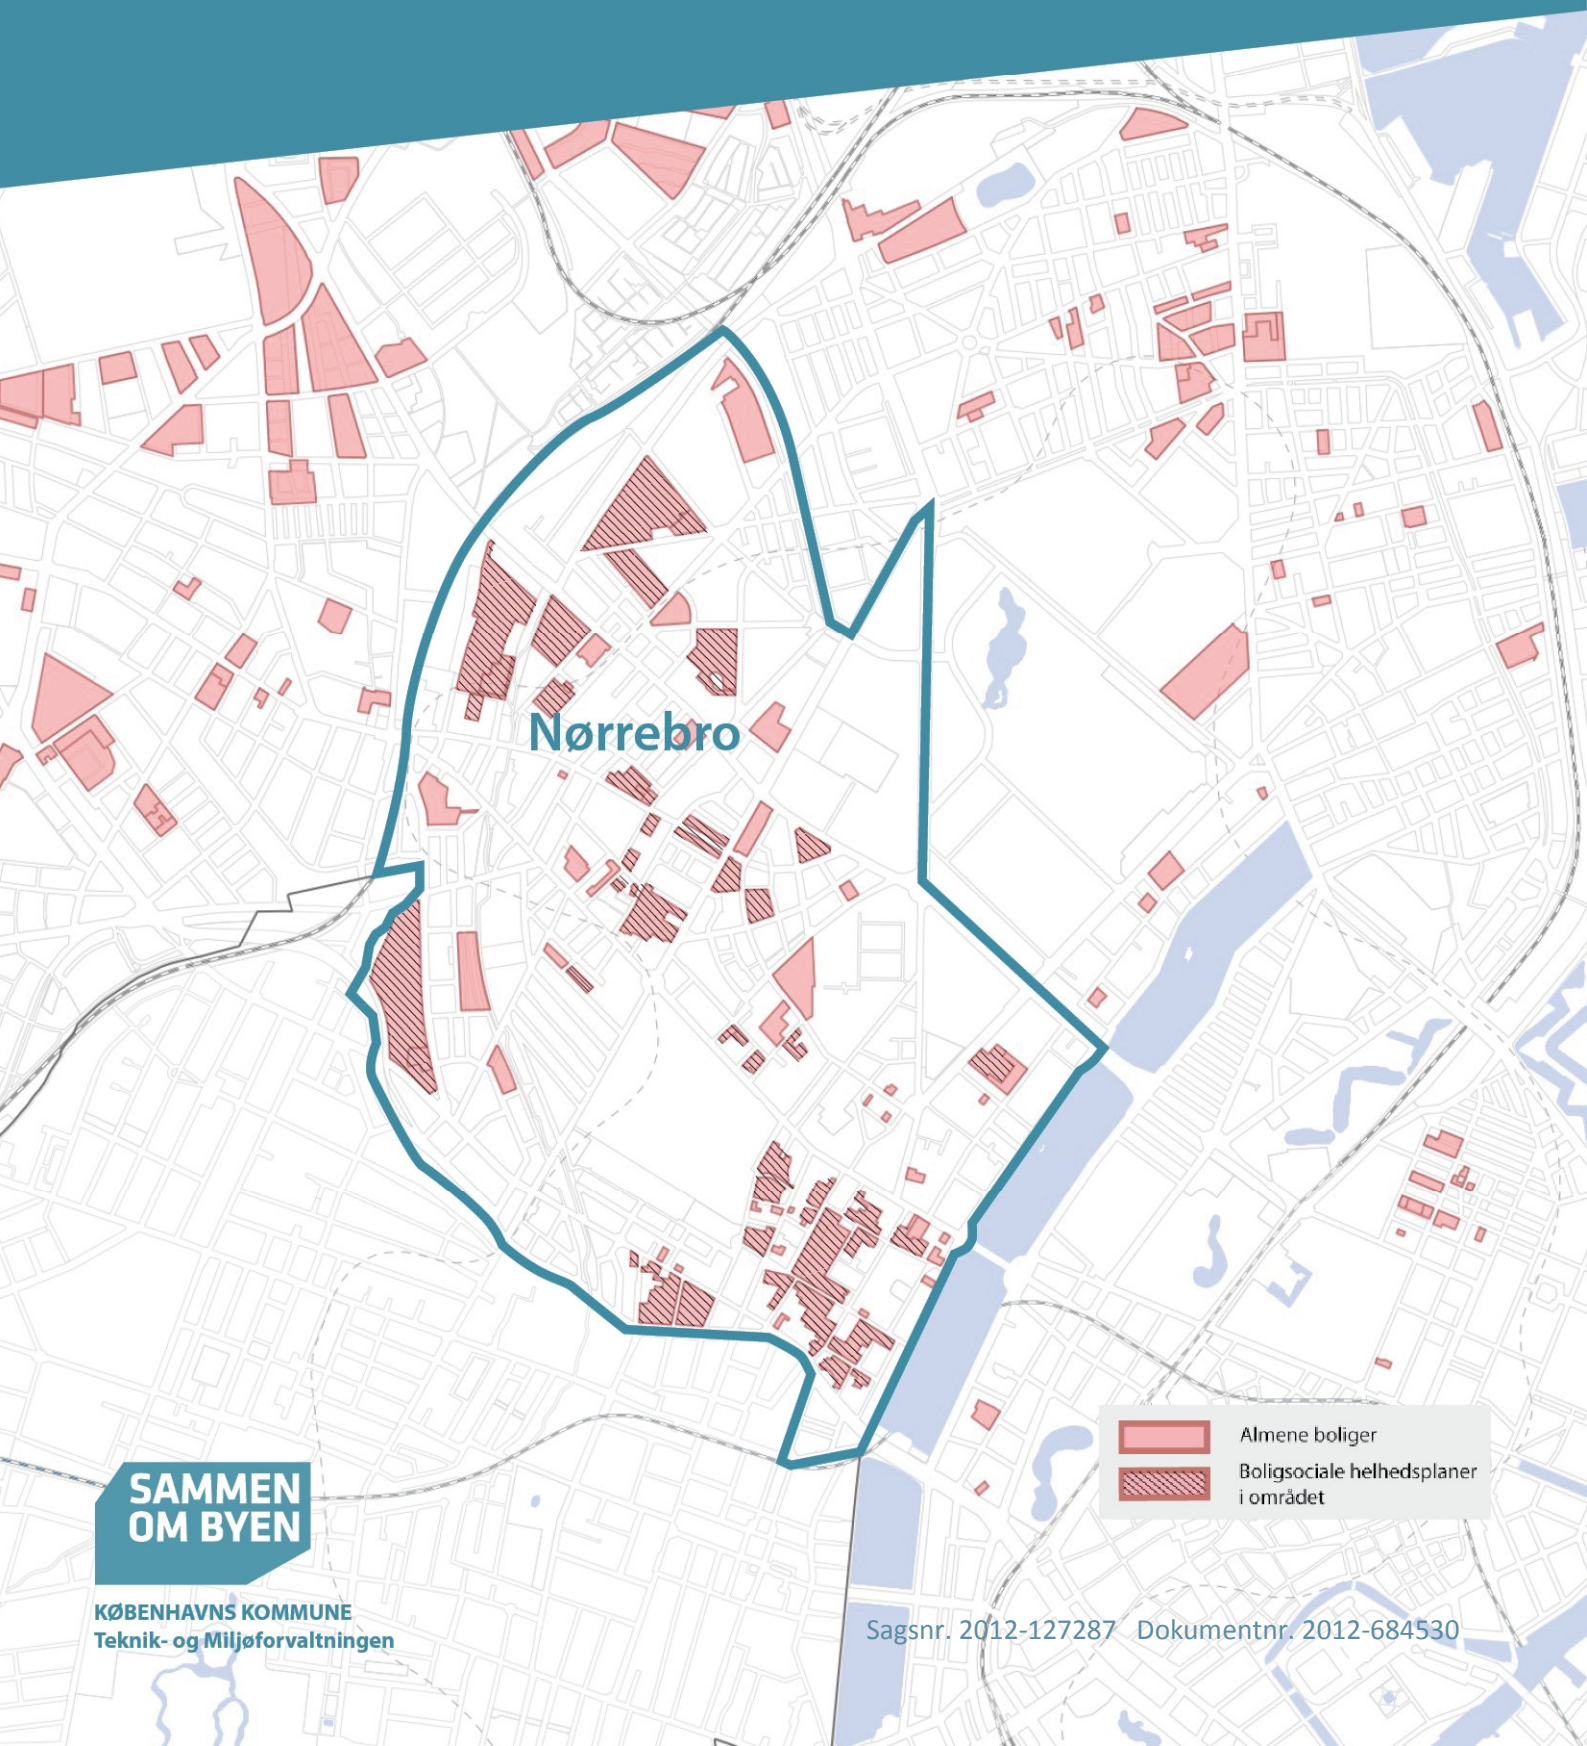 Nørrebro
Almene boliger
Boligsociale helhedsplaner
i området
SAMMEN
OM BYEN
KØBENHAVNS KOMMUNE
Teknik- og Miljøforvaltningen
Sagsnr. 2012-127287 Dokumentnr. 2012-684530